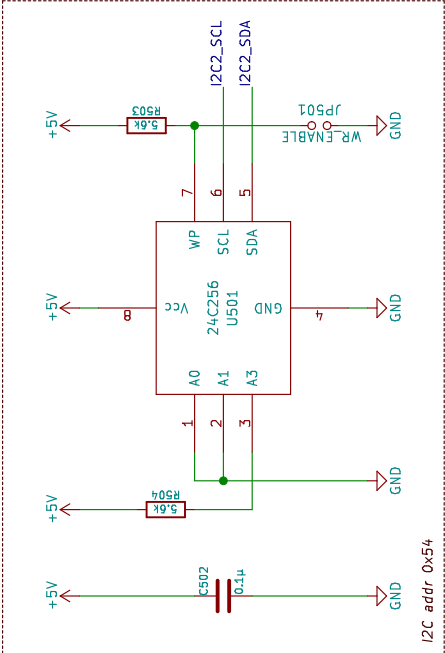 I2C2_SCL
I2C2_SDA
R503
5.6k
+5V
JP501
WR_ENABLE
GND
7
6
5
WP
SCL
SDA
+5V
8
Vcc
24C256
U501
GND
4
GND
A0
A1
A3
1
2
3
GND
R504
5.6k
+5V
+5V
C502
0.1µ
GND
I2C addr 0x54